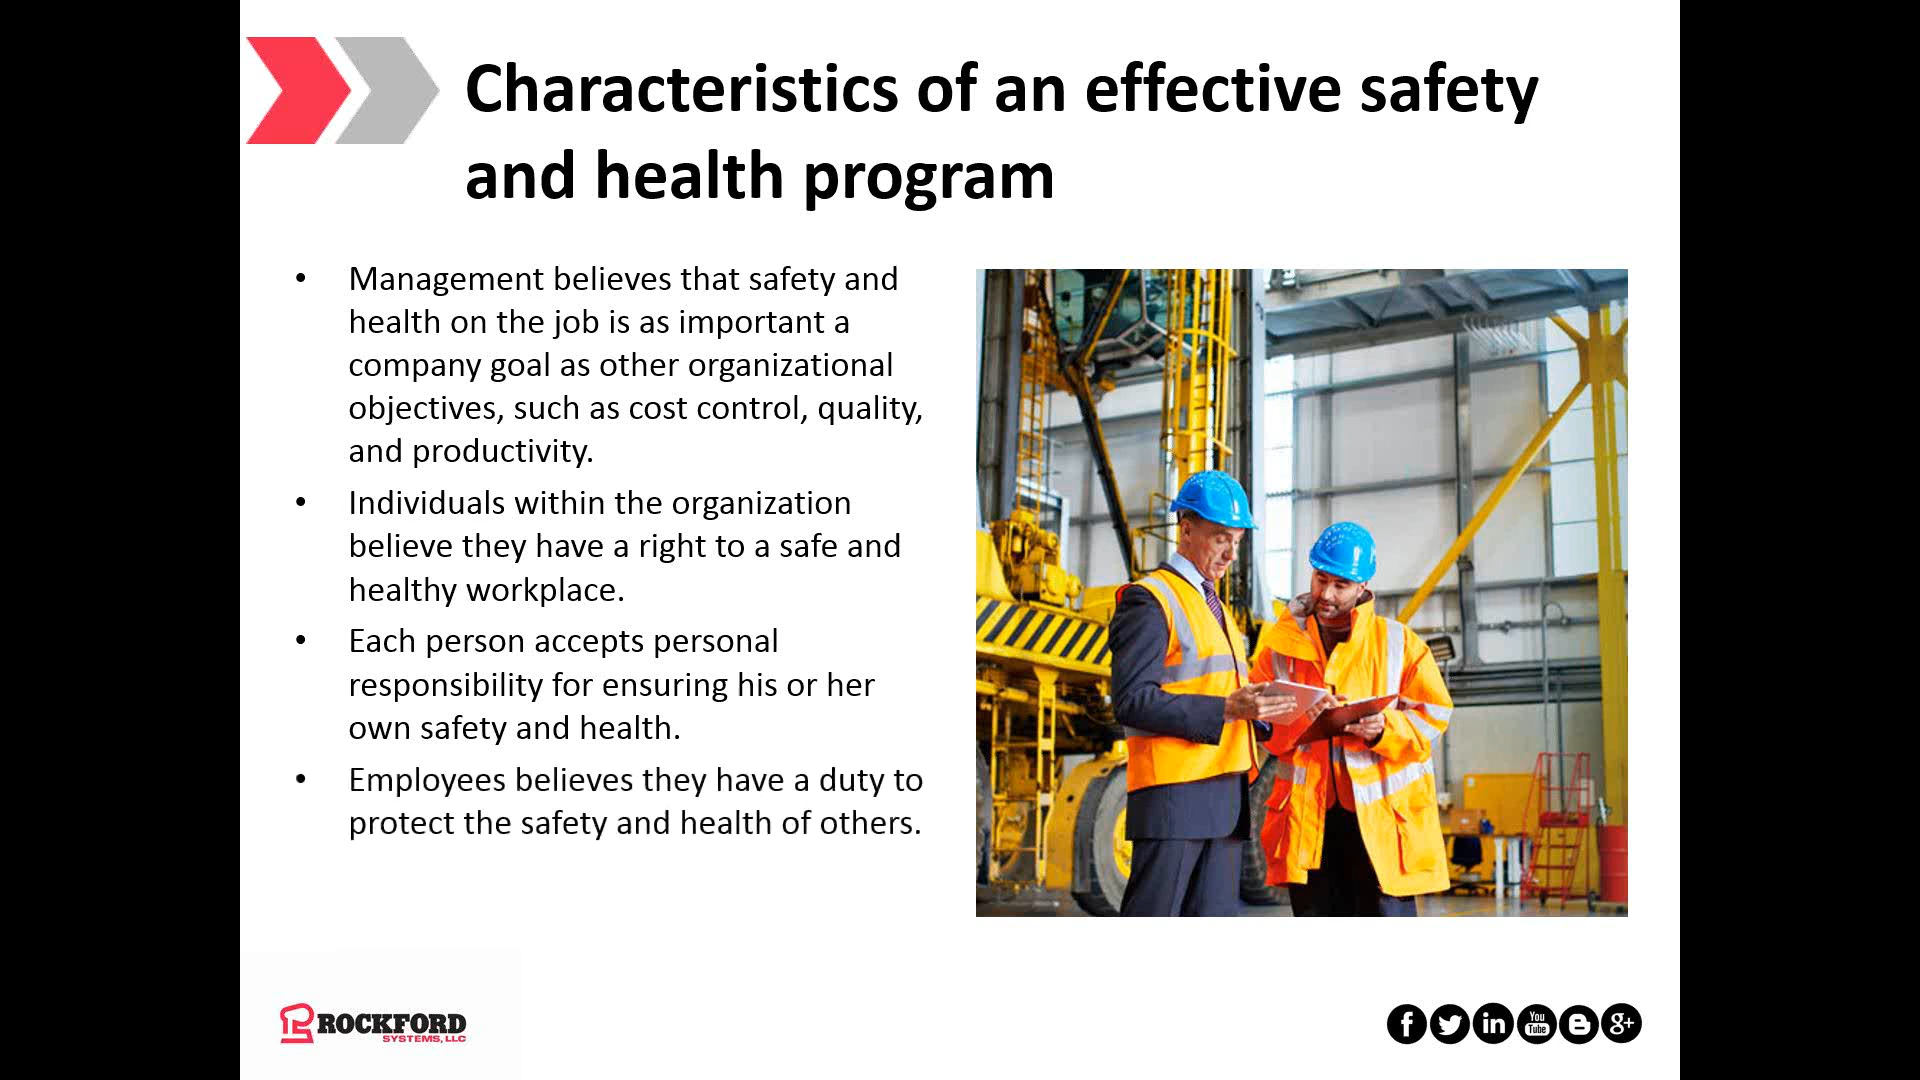 Characteristics of an effective safety
and health program
• Management believes that safety and
health on the job is as important a
company goal as other organizational
objectives, such as cost control, quality,
and productivity.
• Individuals within the organization
believe they have a right to a safe and
healthy workplace.
• Each person accepts personal
responsibility for ensuring his or her
own safety and health.
• Employees believes they have a duty to
protect the safety and health of others.
ROCKFORD
SYSTEMS, LLC
f in You Tube B g+